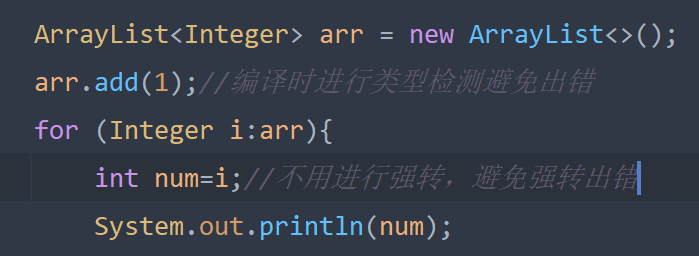 ArrayList<Integer> arr = new ArrayList<>();
arr.add(1);//编译时进行类型检测避免出错
for (Integer i:arr){
int num=i;//不用进行强转，避免强转出错
System.out.println(num);